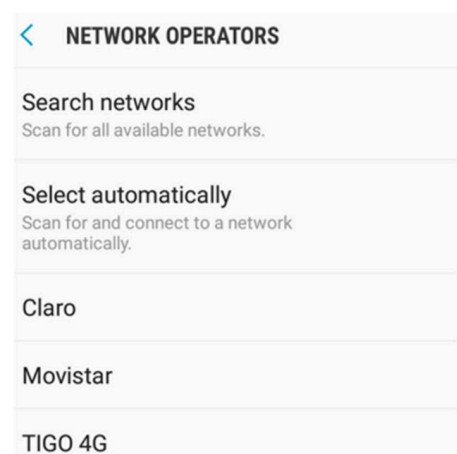 NETWORK OPERATORS
Search networks
Scan for all available networks.
Select automatically
Scan for and connect to a network
automatically.
Claro
Movistar
TIGO 4G